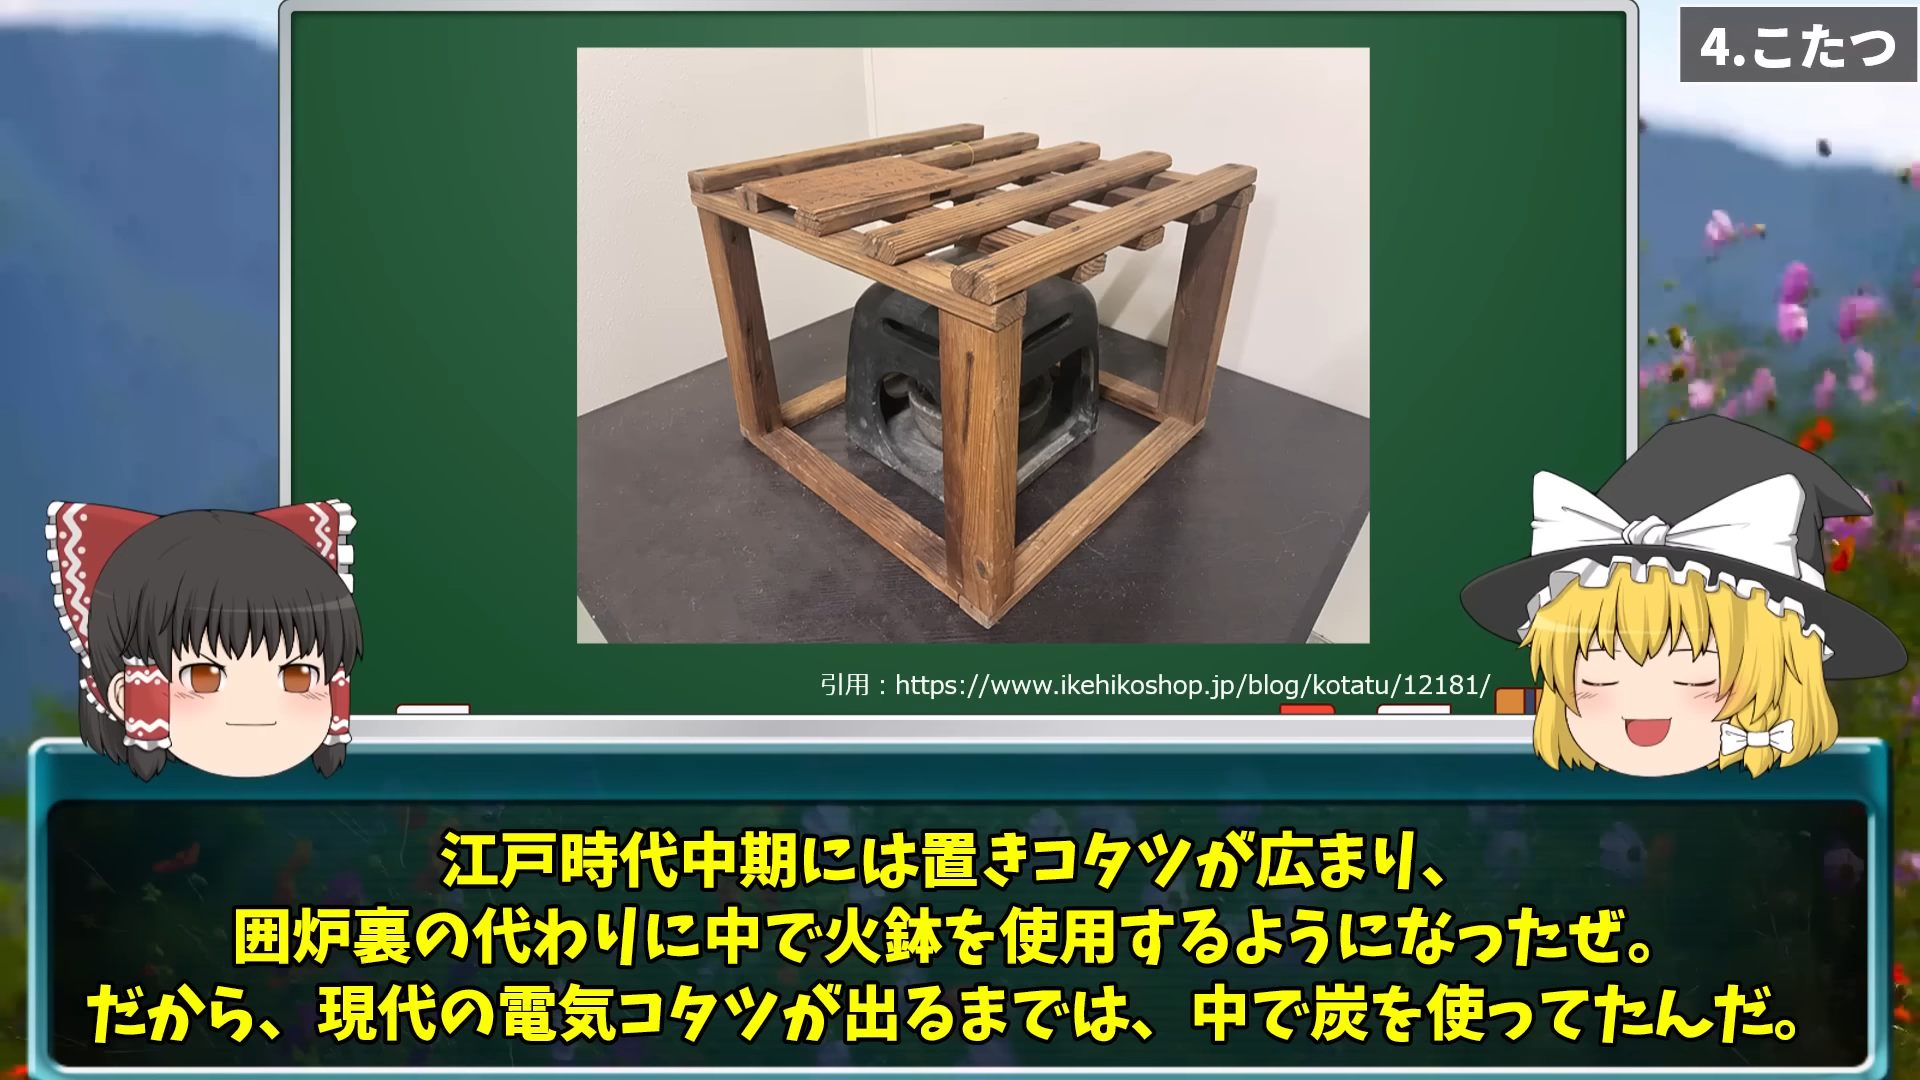 4.こたつ
引用：https://www.ikehikoshop.jp/blog/kotatu/12181/
江戸時代中期には置きコタツが広まり、
囲炉裏の代わりに中で火鉢を使用するようになったぜ。
だから、現代の電気コタツが出るまでは、中で炭を使ってたんだ。